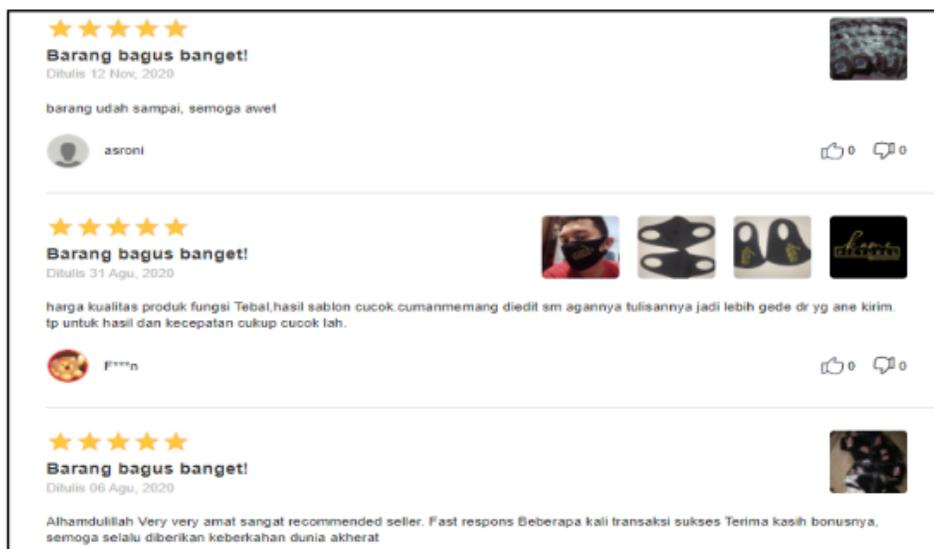 Barang bagus banget!
Ditulis 12 Nov, 2020
barang udah sampai, semoga awet
asroni
0 0
Barang bagus banget!
Ditulis 31 Agu, 2020
harga kualitas produk fungsi Tebal,hasil sablon cucok.cumanmemang diedit sm agannya tulisannya jadi lebih gede dr yg ane kirim.
tp untuk hasil dan kecepatan cukup cucok lah.
F***n
0 0
Barang bagus banget!
Ditulis 06 Agu, 2020
Alhamdulillah Very very amat sangat recommended seller. Fast respons Beberapa kali transaksi sukses Terima kasih bonusnya,
semoga selalu diberikan keberkahan dunia akherat